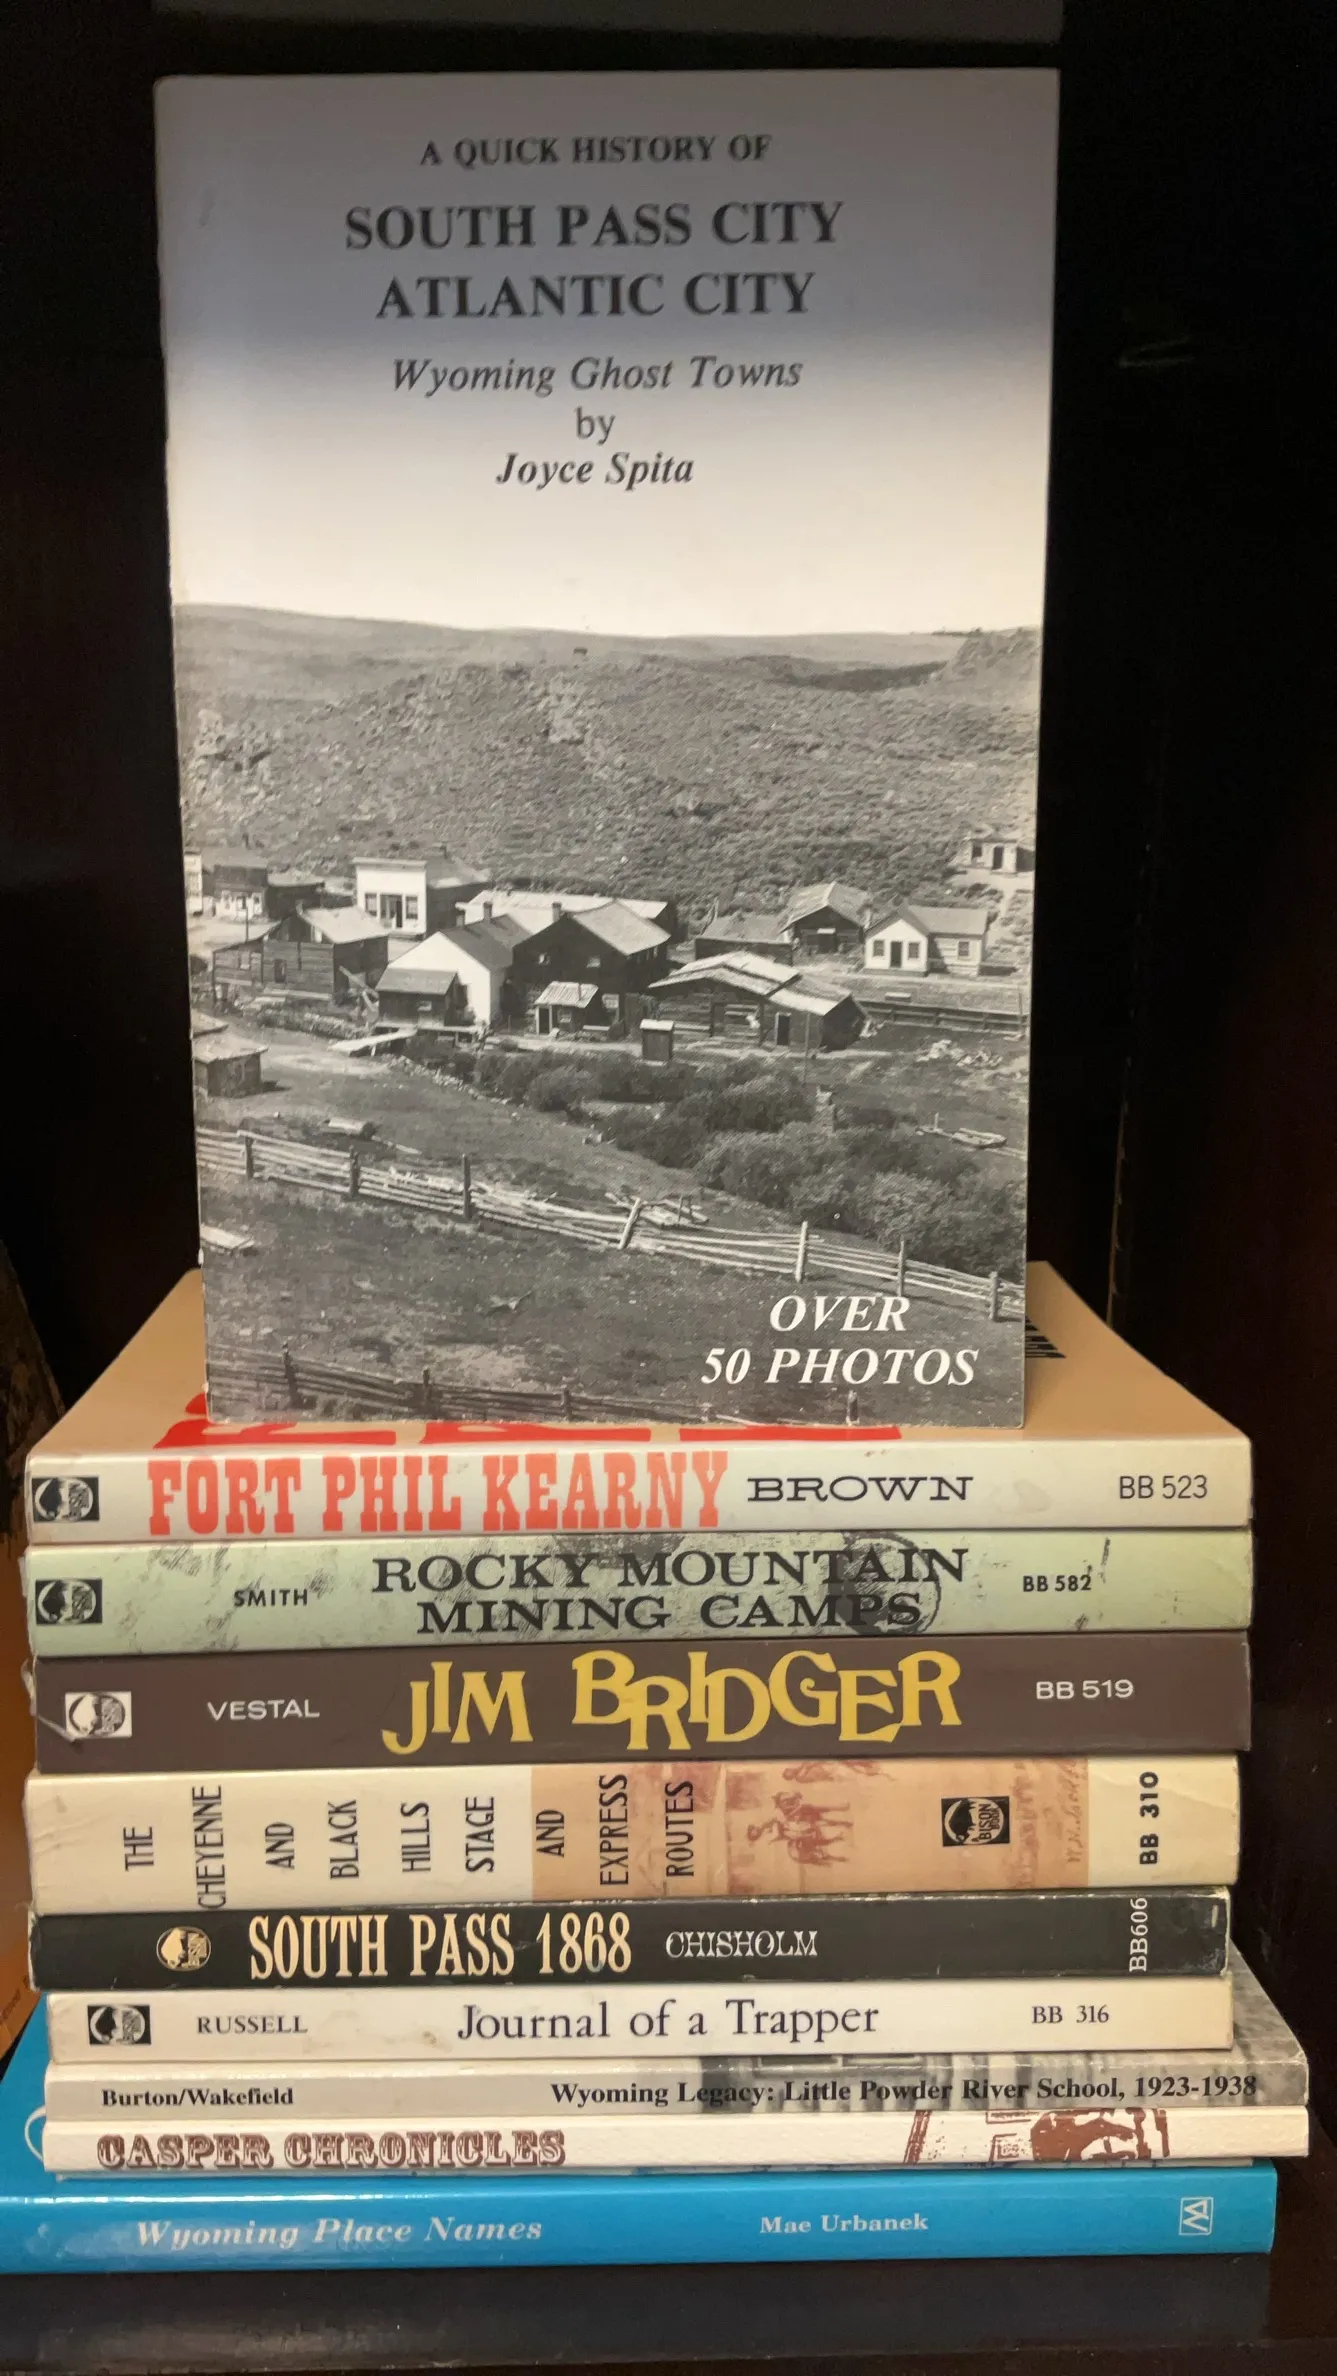 A QUICK HISTORY OF
SOUTH PASS CITY
ATLANTIC CITY
Wyoming Ghost Towns
by
Joyce Spita
OVER
50 PHOTOS
FORT PHIL KEARNY BROWN BB 523
SMITH ROCKY MOUNTAIN
MINING CAMPS BB 582
VESTAL JIM BRIDGER BB 519
THE CHEYENNE AND BLACK HILLS STAGE AND EXPRESS ROUTES BISON BOOK BB 310
SOUTH PASS 1868 CHISHOLM BB606
RUSSELL Journal of a Trapper BB 316
Burton/Wakefield Wyoming Legacy: Little Powder River School, 1923-1938
CASPER CHRONICLES
Wyoming Place Names Mae Urbanek